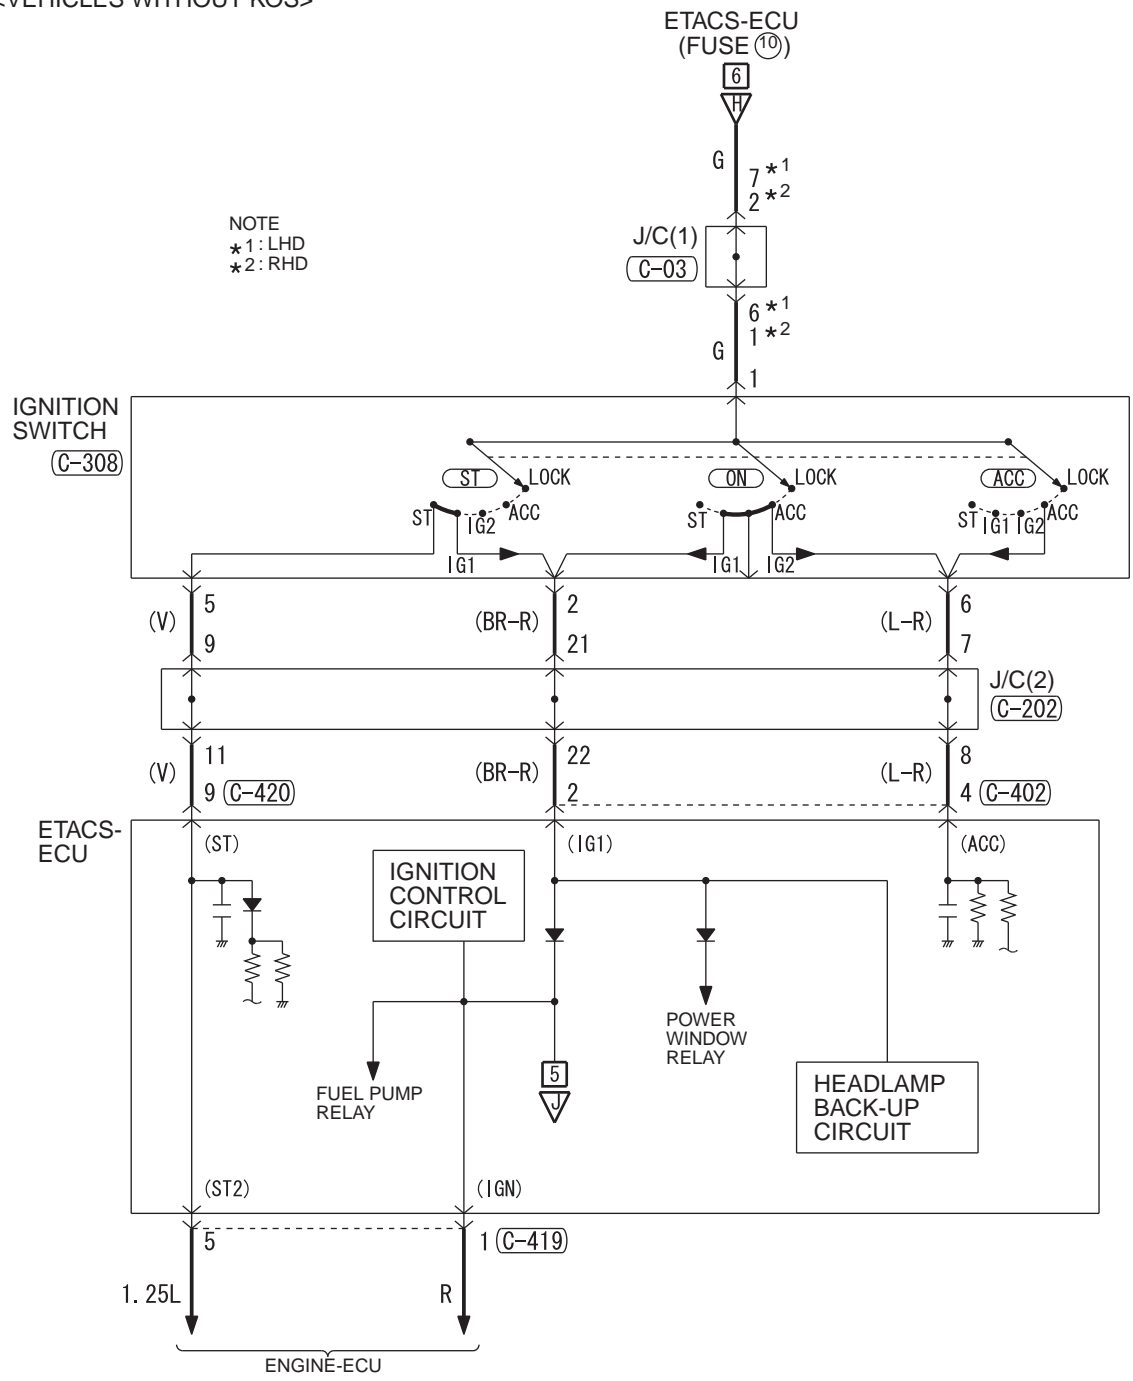 <VEHICLES WITHOUT KOS>
ETACS-ECU
(FUSE ⑩)
6
H
G
7 *1
2 *2
NOTE
*1: LHD
*2: RHD
J/C(1)
C-03
6 *1
1 *2
G
1
IGNITION
SWITCH
C-308
ST LOCK
ST IG2 ACC
IG1
ON LOCK
ST ACC
IG1 IG2
ACC LOCK
ST IG1 IG2 ACC
5 2 6
(V) (BR-R) (L-R)
9 21 7
J/C(2)
C-202
11 22 8
(V) (BR-R) (L-R)
9 C-420 2 4 C-402
ETACS-
ECU
(ST) (IG1) (ACC)
IGNITION
CONTROL
CIRCUIT
POWER
WINDOW
RELAY
FUEL PUMP
RELAY
5
J
HEADLAMP
BACK-UP
CIRCUIT
(ST2) (IGN)
5 1 C-419
1.25L R
ENGINE-ECU